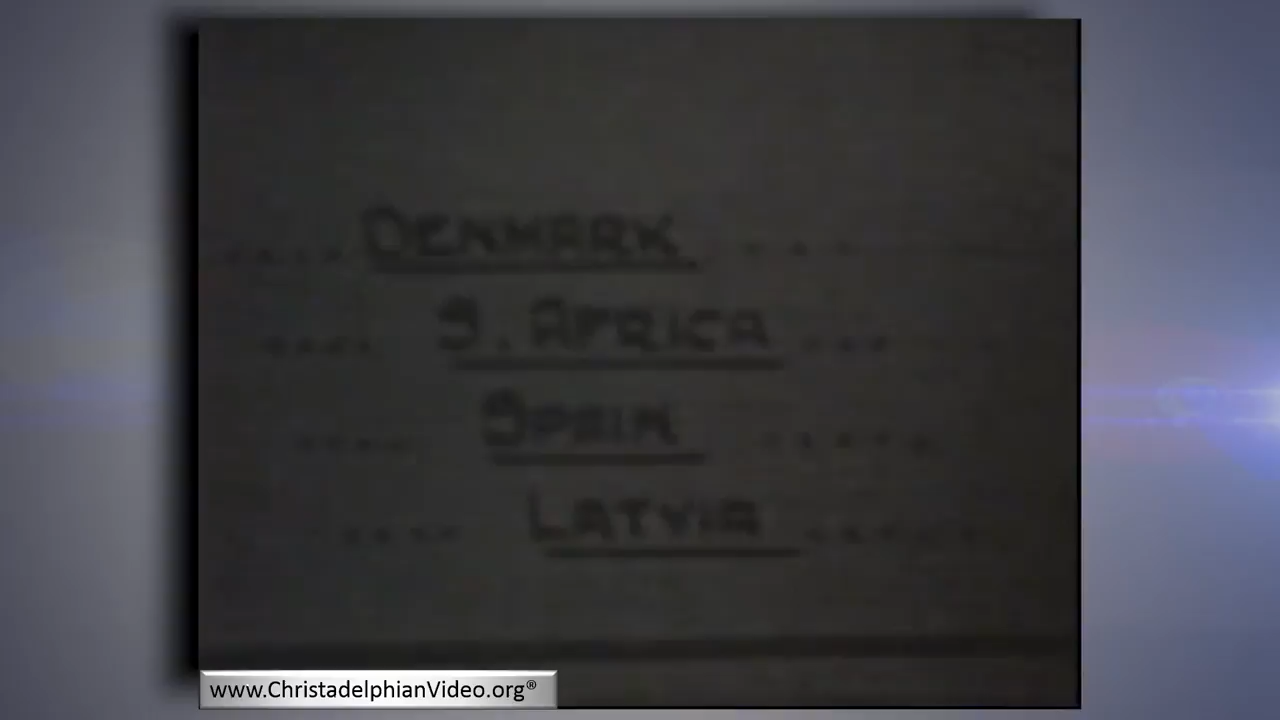 .... DENMARK ....
.... S. AFRICA ....
.... SPAIN .....
.... LATVIA ......
www.ChristadelphianVideo.org®